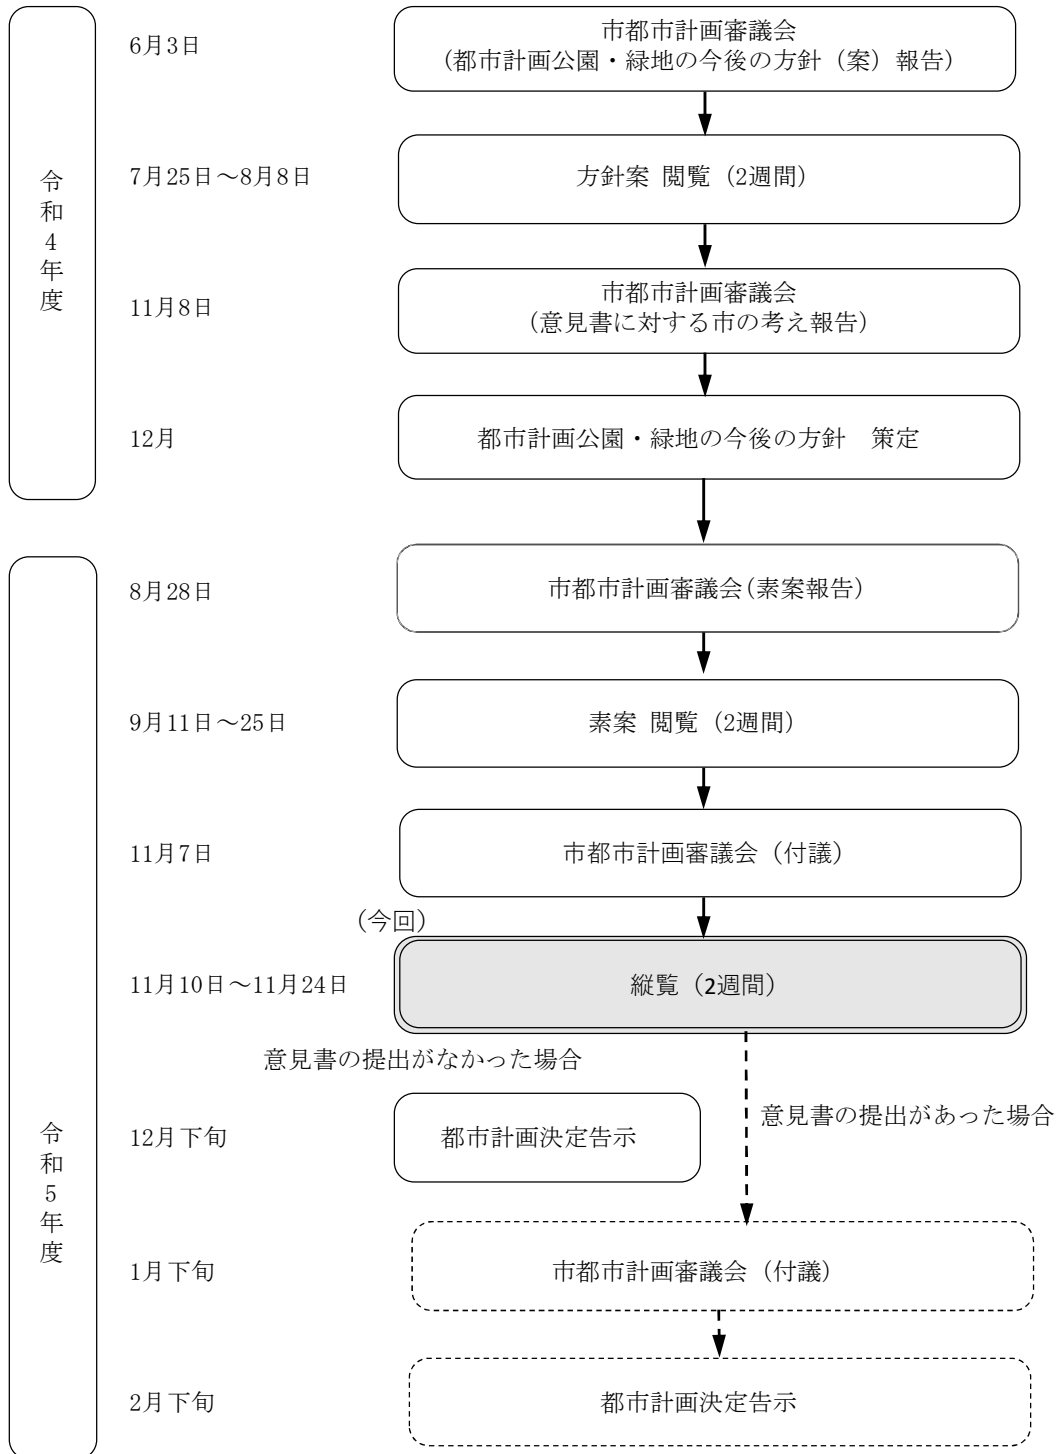 令和4年度
6月3日
市都市計画審議会
(都市計画公園・緑地の今後の方針（案）報告)
7月25日～8月8日
方針案 閲覧（2週間）
11月8日
市都市計画審議会
(意見書に対する市の考え報告)
12月
都市計画公園・緑地の今後の方針　策定
令和5年度
8月28日
市都市計画審議会(素案報告)
9月11日～25日
素案 閲覧（2週間）
11月7日
市都市計画審議会（付議）
(今回)
11月10日～11月24日
縦覧（2週間）
意見書の提出がなかった場合
意見書の提出があった場合
12月下旬
都市計画決定告示
1月下旬
市都市計画審議会（付議）
2月下旬
都市計画決定告示